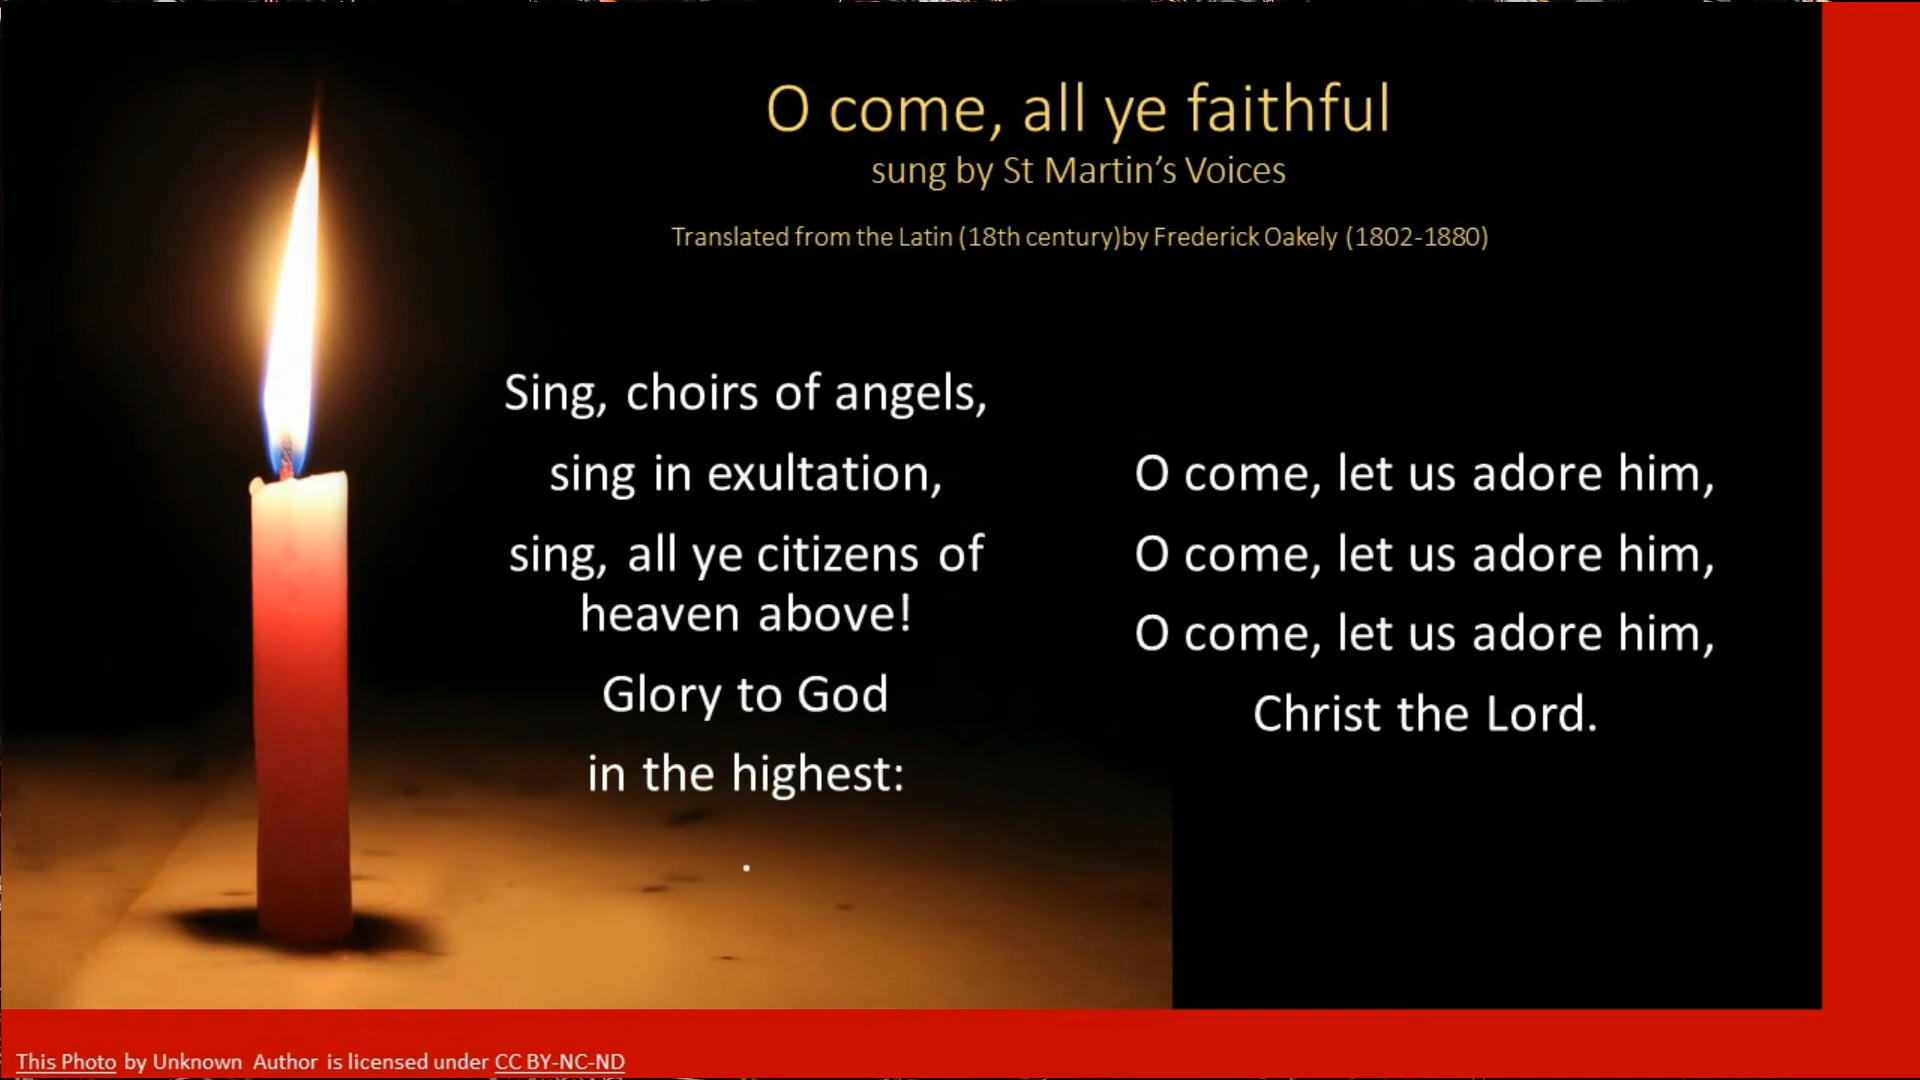 O come, all ye faithful
sung by St Martin's Voices
Translated from the Latin (18th century)by Frederick Oakely (1802-1880)
Sing, choirs of angels,
sing in exultation,
sing, all ye citizens of
heaven above!
Glory to God
in the highest:
.
O come, let us adore him,
O come, let us adore him,
O come, let us adore him,
Christ the Lord.
This Photo by Unknown Author is licensed under CC BY-NC-ND